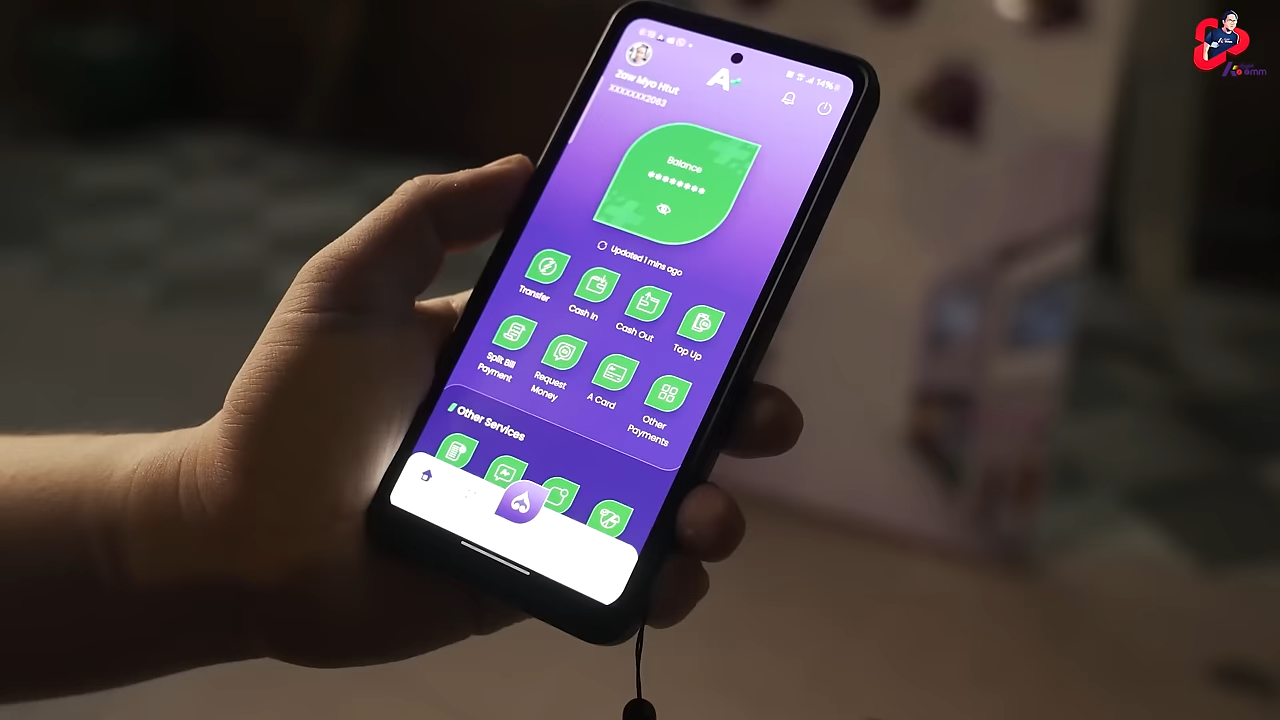 14%
Zaw Myo Htut
XXXXXXX2063
A+
Balance
********
Updated 1 mins ago
Transfer
Cash In
Cash Out
Top Up
Split Bill
Payment
Request
Money
A Card
Other
Payments
Other Services